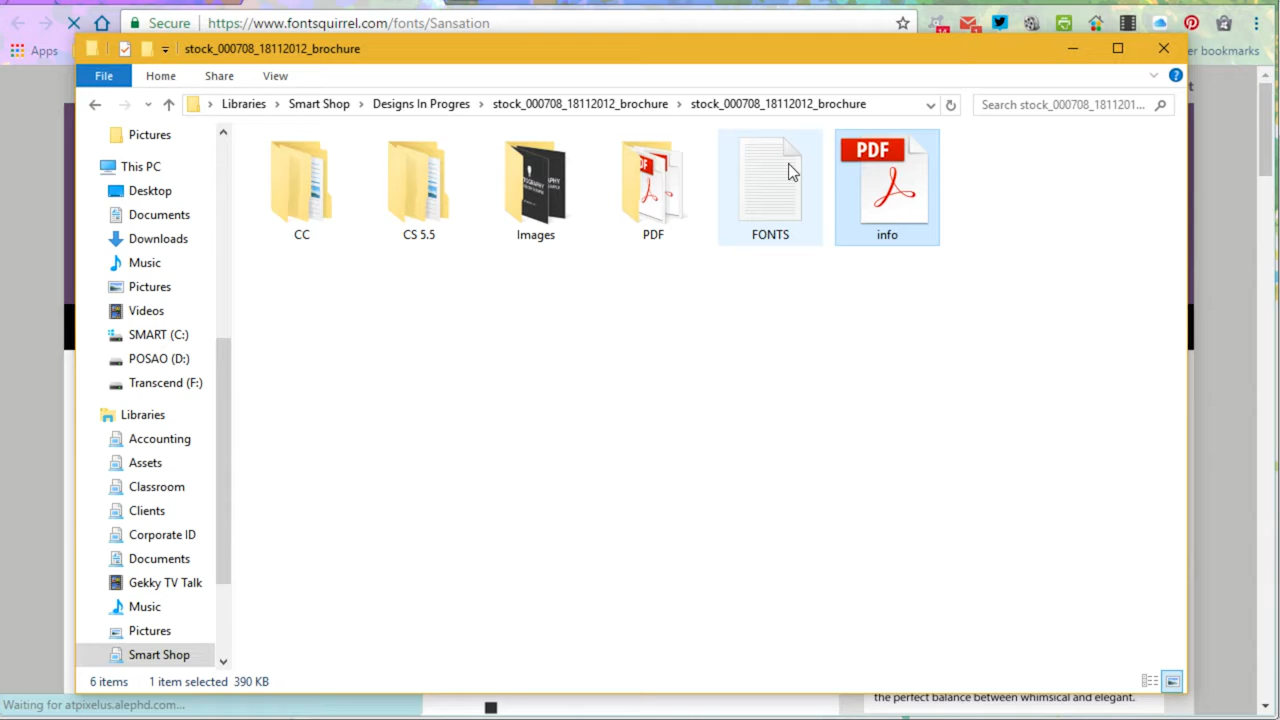 Secure
https://www.fontsquirrel.com/fonts/Sansation
Apps
er bookmarks
stock_000708_18112012_brochure
File
Home
Share
View
Libraries
Smart Shop
Designs In Progres
stock_000708_18112012_brochure
stock_000708_18112012_brochure
Search stock_000708_1811201...
Pictures
This PC
Desktop
Documents
Downloads
Music
Pictures
Videos
SMART (C:)
POSAO (D:)
Transcend (F:)
Libraries
Accounting
Assets
Classroom
Clients
Corporate ID
Documents
Gekky TV Talk
Music
Pictures
Smart Shop
PDF
CC
CS 5.5
Images
PDF
FONTS
info
6 items
1 item selected 390 KB
Waiting for atpixelus.alephd.com...
the perfect balance between whimsical and elegant.